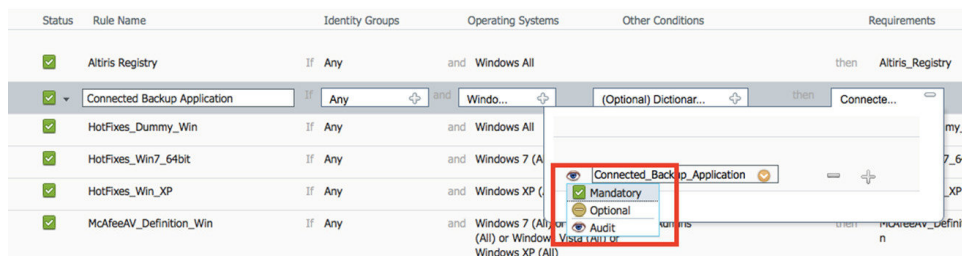 Status Rule Name Identity Groups Operating Systems Other Conditions Requirements
Altiris Registry If Any and Windows All then Altiris_Registry
Connected Backup Application If Any and Windo... (Optional) Dictionar... then Connecte...
HotFixes_Dummy_Win If Any and Windows All my_
HotFixes_Win7_64bit If Any and Windows 7 (A 7_6
Connected_Backup_Application
Mandatory
HotFixes_Win_XP If Any and Windows XP ( _XP
Optional
McAfeeAV_Definition_Win If Any and Windows 7 (All) or then
Audit
(All) or Windows Vista (All) or n
Windows XP (All)